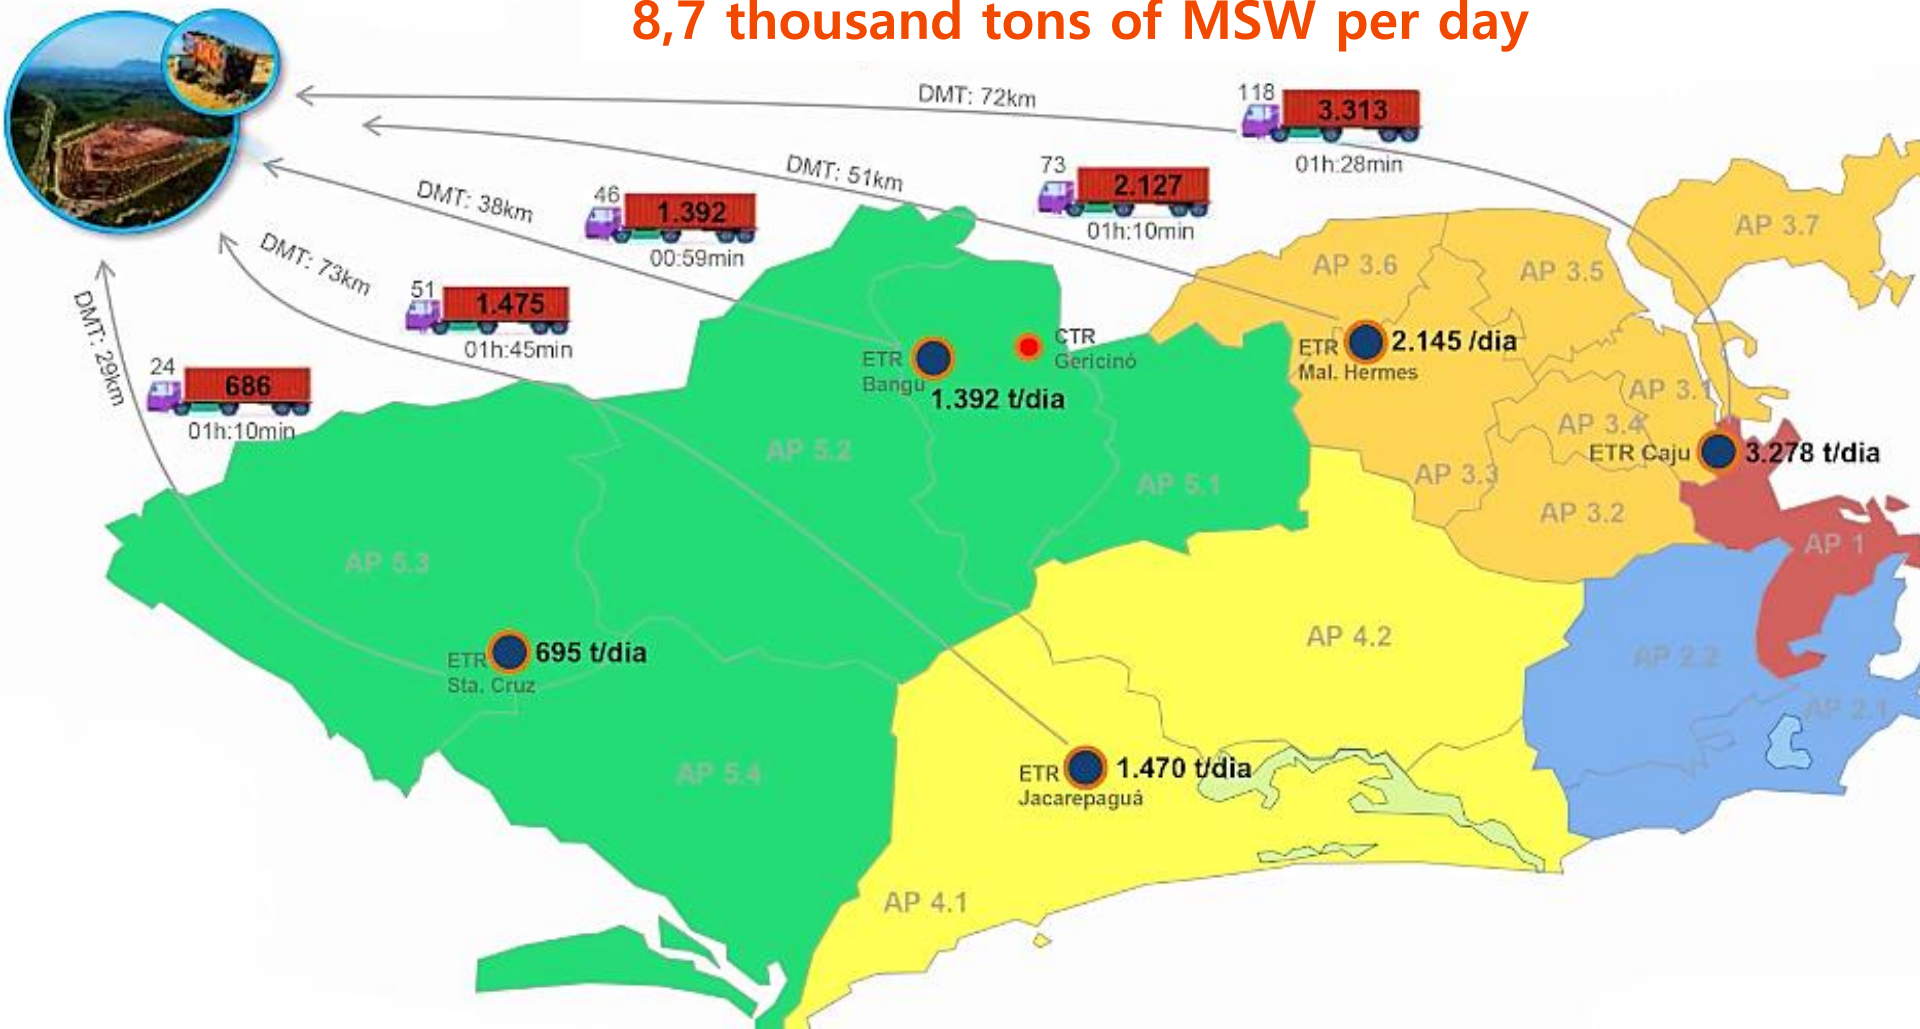 8,7 thousand tons of MSW per day
DMT: 72km
118
3.313
01h:28min
DMT: 51km
73
2.127
01h:10min
DMT: 38km
46
1.392
00:59min
DMT: 73km
51
1.475
01h:45min
DMT: 29km
24
686
01h:10min
AP 3.7
AP 3.6
AP 3.5
ETR
Mal. Hermes
2.145 /dia
CTR
Gericinó
ETR
Bangu
1.392 t/dia
AP 3.1
AP 3.4
ETR Caju
3.278 t/dia
AP 3.3
AP 3.2
AP 5.2
AP 5.1
AP 5.3
AP 1
AP 4.2
AP 2.2
AP 2.1
ETR
Sta. Cruz
695 t/dia
AP 5.4
ETR
Jacarepaguá
1.470 t/dia
AP 4.1